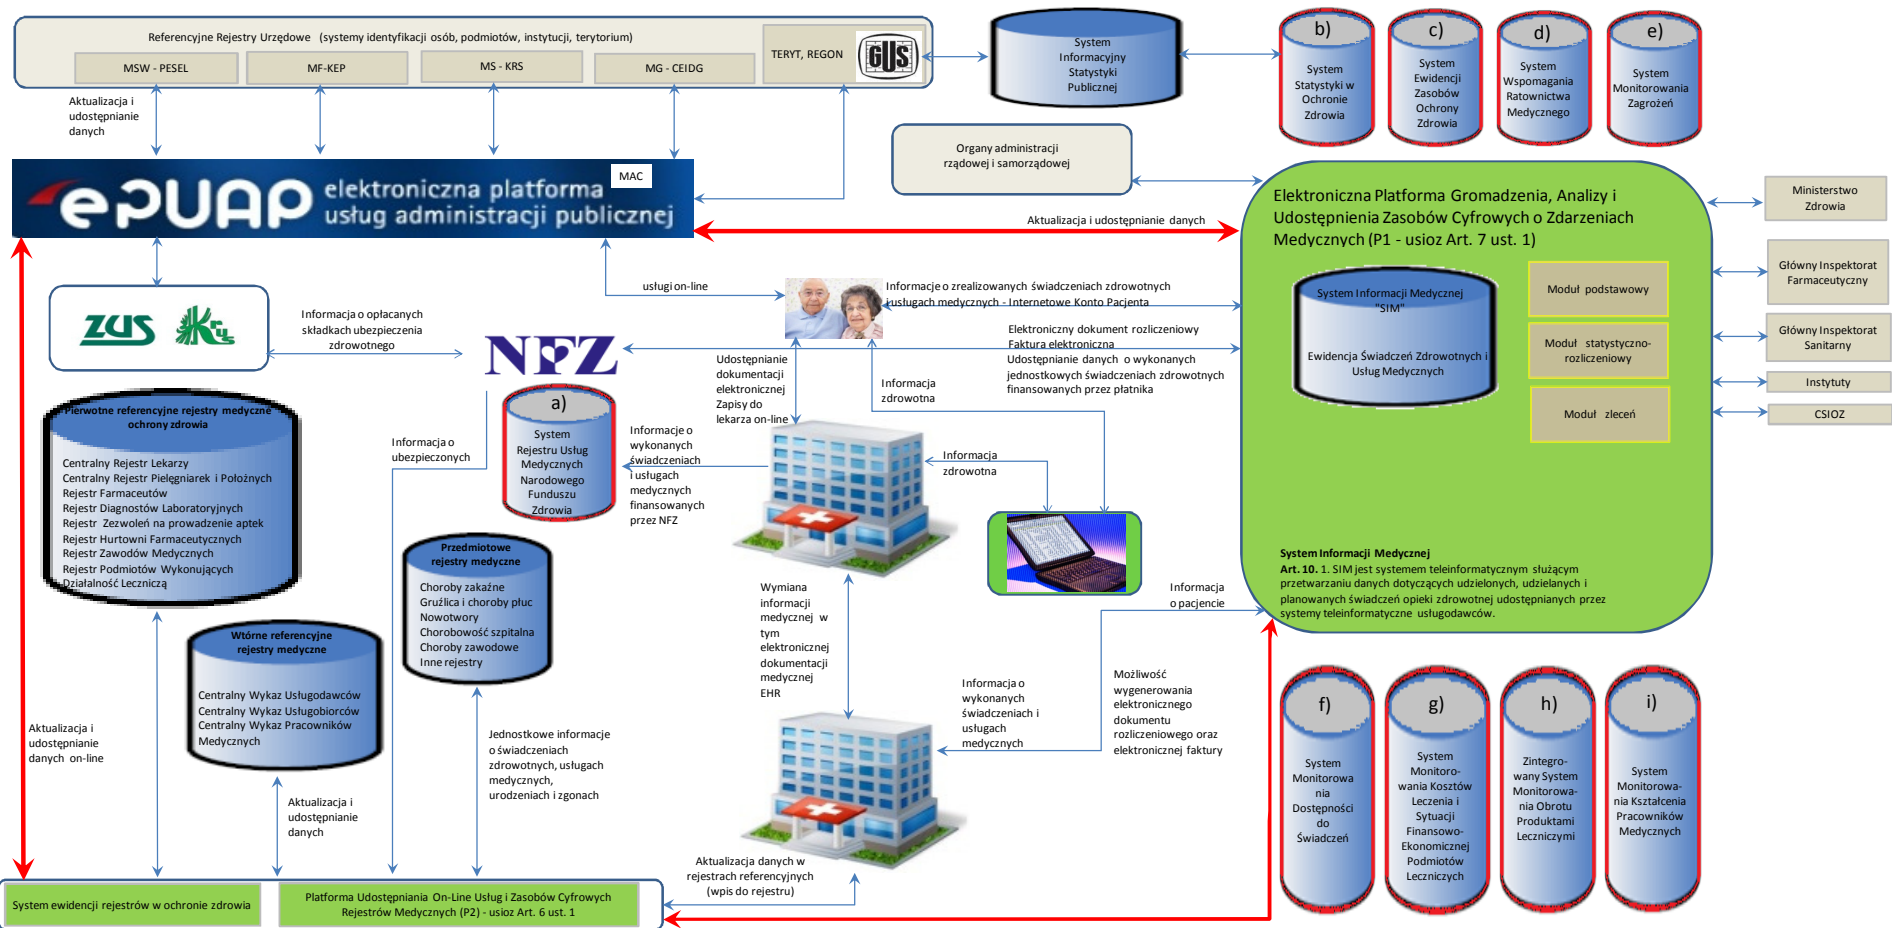 Referencyjne Rejestry Urzędowe (systemy identyfikacji osób, podmiotów, instytucji, terytorium)
MSW - PESEL
MF-KEP
MS - KRS
MG - CEIDG
TERYT, REGON
GUS
System
Informacyjny
Statystyki
Publicznej
b)
System
Statystyki w
Ochronie
Zdrowia
c)
System
Ewidencji
Zasobów
Ochrony
Zdrowia
d)
System
Wspomagania
Ratownictwa
Medycznego
e)
System
Monitorowania
Zagrożeń
Aktualizacja i
udostępnianie
danych
Organy administracji
rządowej i samorządowej
ePUAP
elektroniczna platforma
usług administracji publicznej
MAC
Aktualizacja i udostępnianie danych
Elektroniczna Platforma Gromadzenia, Analizy i
Udostępnienia Zasobów Cyfrowych o Zdarzeniach
Medycznych (P1 - usioz Art. 7 ust. 1)
System Informacji Medycznej
"SIM"
Ewidencja Świadczeń Zdrowotnych i
Usług Medycznych
Moduł podstawowy
Moduł statystyczno-
rozliczeniowy
Moduł zleceń
System Informacji Medycznej
Art. 10. 1. SIM jest systemem teleinformatycznym służącym
przetwarzaniu danych dotyczących udzielonych, udzielanych i
planowanych świadczeń opieki zdrowotnej udostępnianych przez
systemy teleinformatyczne usługodawców.
Ministerstwo
Zdrowia
Główny Inspektorat
Farmaceutyczny
Główny Inspektorat
Sanitarny
Instytuty
CSIOZ
ZUS
KRUS
Informacja o opłacanych
składkach ubezpieczenia
zdrowotnego
NFZ
usługi on-line
Informacje o zrealizowanych świadczeniach zdrowotnych
i usługach medycznych - Internetowe Konto Pacjenta
Elektroniczny dokument rozliczeniowy
Faktura elektroniczna
Udostępnianie danych o wykonanych
jednostkowych świadczeniach zdrowotnych
finansowanych przez płatnika
Udostępnianie
dokumentacji
elektronicznej
Zapisy do
lekarza on-line
Informacja
zdrowotna
Pierwotne referencyjne rejestry medyczne
ochrony zdrowia
Centralny Rejestr Lekarzy
Centralny Rejestr Pielęgniarek i Położnych
Rejestr Farmaceutów
Rejestr Diagnostów Laboratoryjnych
Rejestr Zezwoleń na prowadzenie aptek
Rejestr Hurtowni Farmaceutycznych
Rejestr Zawodów Medycznych
Rejestr Podmiotów Wykonujących
Działalność Leczniczą
Informacja o
ubezpieczonych
a)
System
Rejestru Usług
Medycznych
Narodowego
Funduszu
Zdrowia
Informacje o
wykonanych
świadczeniach
i usługach
medycznych
finansowanych
przez NFZ
Informacja
zdrowotna
Przedmiotowe
rejestry medyczne
Choroby zakaźne
Gruźlica i choroby płuc
Nowotwory
Chorobowość szpitalna
Choroby zawodowe
Inne rejestry
Wtórne referencyjne
rejestry medyczne
Centralny Wykaz Usługodawców
Centralny Wykaz Usługobiorców
Centralny Wykaz Pracowników
Medycznych
Wymiana
informacji
medycznej w
tym
elektronicznej
dokumentacji
medycznej
EHR
Informacja
o pacjencie
Informacja o
wykonanych
świadczeniach i
usługach
medycznych
Możliwość
wygenerowania
elektronicznego
dokumentu
rozliczeniowego oraz
elektronicznej faktury
Aktualizacja i
udostępnianie
danych on-line
Aktualizacja i
udostępnianie
danych
Jednostkowe informacje
o świadczeniach
zdrowotnych, usługach
medycznych,
urodzeniach i zgonach
f)
System
Monitorowa
nia
Dostępności
do
Świadczeń
g)
System
Monitoro-
wania Kosztów
Leczenia i
Sytuacji
Finansowo-
Ekonomicznej
Podmiotów
Leczniczych
h)
Zintegro-
wany System
Monitorowa-
nia Obrotu
Produktami
Leczniczymi
i)
System
Monitorowa-
nia Kształcenia
Pracowników
Medycznych
Aktualizacja danych w
rejestrach referencyjnych
(wpis do rejestru)
System ewidencji rejestrów w ochronie zdrowia
Platforma Udostępniania On-Line Usług i Zasobów Cyfrowych
Rejestrów Medycznych (P2) - usioz Art. 6 ust. 1